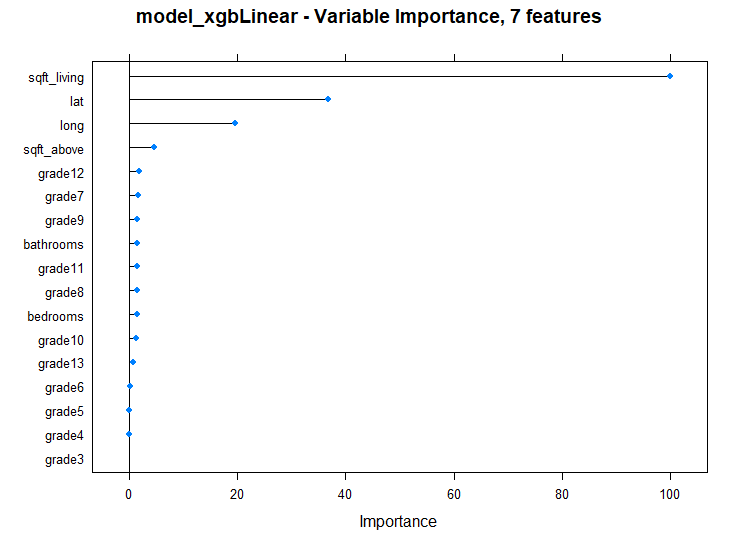 model_xgbLinear - Variable Importance, 7 features
sqft_living
lat
long
sqft_above
grade12
grade7
grade9
bathrooms
grade11
grade8
bedrooms
grade10
grade13
grade6
grade5
grade4
grade3
0 20 40 60 80 100
Importance